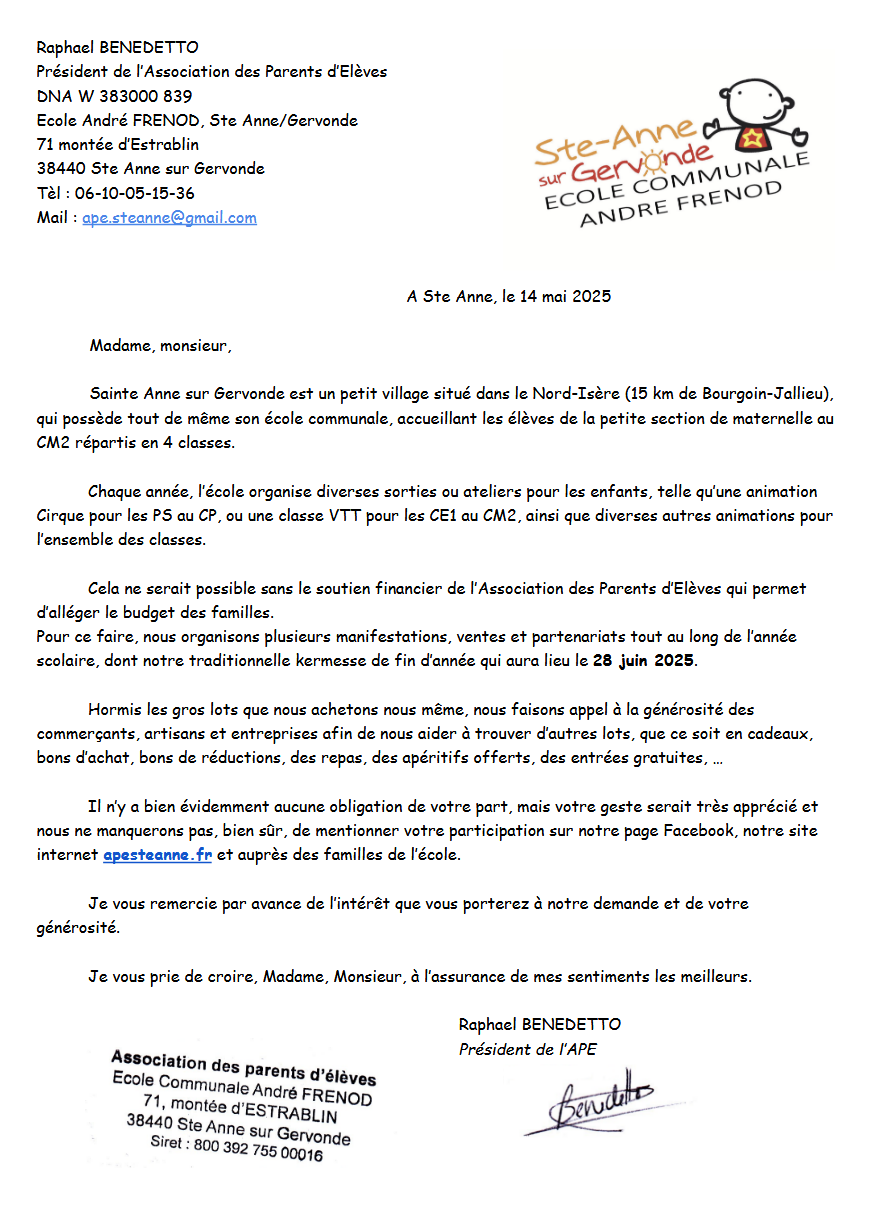 Raphael BENEDETTO
Président de l'Association des Parents d'Elèves
DNA W 383000 839
Ecole André FRENOD, Ste Anne/Gervonde
71 montée d'Estrablin
38440 Ste Anne sur Gervonde
Tèl : 06-10-05-15-36
Mail : ape.steanne@gmail.com
Ste-Anne
sur Gervonde
ECOLE COMMUNALE
ANDRE FRENOD
A Ste Anne, le 14 mai 2025
Madame, monsieur,
Sainte Anne sur Gervonde est un petit village situé dans le Nord-Isère (15 km de Bourgoin-Jallieu),
qui possède tout de même son école communale, accueillant les élèves de la petite section de maternelle au
CM2 répartis en 4 classes.
Chaque année, l'école organise diverses sorties ou ateliers pour les enfants, telle qu'une animation
Cirque pour les PS au CP, ou une classe VTT pour les CE1 au CM2, ainsi que diverses autres animations pour
l'ensemble des classes.
Cela ne serait possible sans le soutien financier de l'Association des Parents d'Elèves qui permet
d'alléger le budget des familles.
Pour ce faire, nous organisons plusieurs manifestations, ventes et partenariats tout au long de l'année
scolaire, dont notre traditionnelle kermesse de fin d'année qui aura lieu le 28 juin 2025.
Hormis les gros lots que nous achetons nous même, nous faisons appel à la générosité des
commerçants, artisans et entreprises afin de nous aider à trouver d'autres lots, que ce soit en cadeaux,
bons d'achat, bons de réductions, des repas, des apéritifs offerts, des entrées gratuites, …
Il n'y a bien évidemment aucune obligation de votre part, mais votre geste serait très apprécié et
nous ne manquerons pas, bien sûr, de mentionner votre participation sur notre page Facebook, notre site
internet apesteanne.fr et auprès des familles de l'école.
Je vous remercie par avance de l'intérêt que vous porterez à notre demande et de votre
générosité.
Je vous prie de croire, Madame, Monsieur, à l'assurance de mes sentiments les meilleurs.
Raphael BENEDETTO
Président de l'APE
Benedetto
Association des parents d'élèves
Ecole Communale André FRENOD
71, montée d'ESTRABLIN
38440 Ste Anne sur Gervonde
Siret : 800 392 755 00016